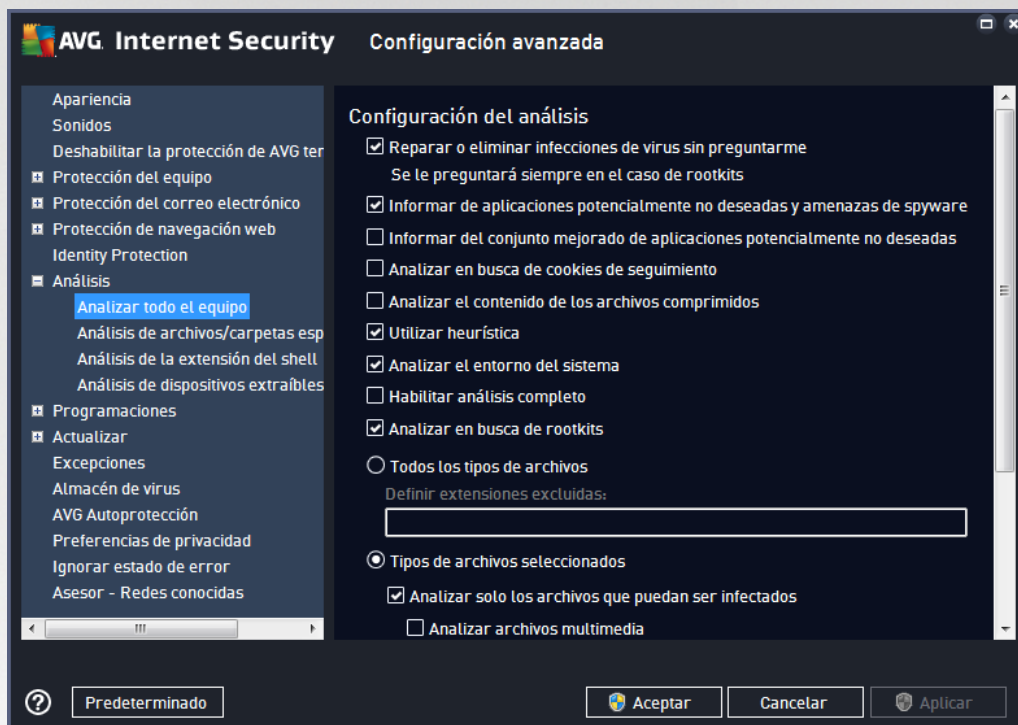 AVG. Internet Security Configuración avanzada
Apariencia
Sonidos
Deshabilitar la protección de AVG ter
Protección del equipo
Protección del correo electrónico
Protección de navegación web
Identity Protection
Análisis
Analizar todo el equipo
Análisis de archivos/carpetas esp
Análisis de la extensión del shell
Análisis de dispositivos extraíbles
Programaciones
Actualizar
Excepciones
Almacén de virus
AVG Autoprotección
Preferencias de privacidad
Ignorar estado de error
Asesor - Redes conocidas
Configuración del análisis
Reparar o eliminar infecciones de virus sin preguntarme
Se le preguntará siempre en el caso de rootkits
Informar de aplicaciones potencialmente no deseadas y amenazas de spyware
Informar del conjunto mejorado de aplicaciones potencialmente no deseadas
Analizar en busca de cookies de seguimiento
Analizar el contenido de los archivos comprimidos
Utilizar heurística
Analizar el entorno del sistema
Habilitar análisis completo
Analizar en busca de rootkits
Todos los tipos de archivos
Definir extensiones excluidas:
Tipos de archivos seleccionados
Analizar solo los archivos que puedan ser infectados
Analizar archivos multimedia
Predeterminado
Aceptar
Cancelar
Aplicar